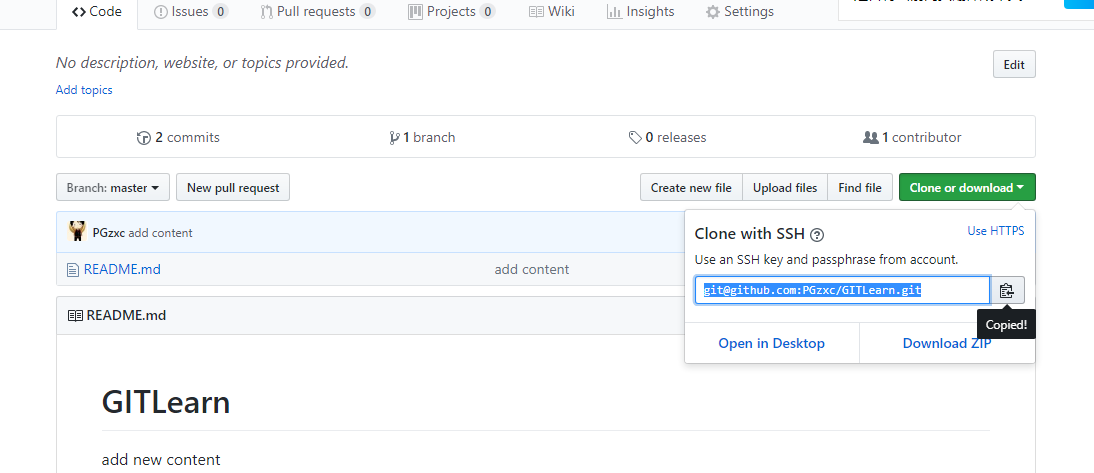 Code Issues 0 Pull requests 0 Projects 0 Wiki Insights Settings
No description, website, or topics provided.
Edit
Add topics
2 commits 1 branch 0 releases 1 contributor
Branch: master New pull request Create new file Upload files Find file Clone or download
PGzxc add content
README.md add content
Clone with SSH Use HTTPS
Use an SSH key and passphrase from account.
git@github.com:PGzxc/GITLearn.git
Copied!
Open in Desktop Download ZIP
README.md
GITLearn
add new content